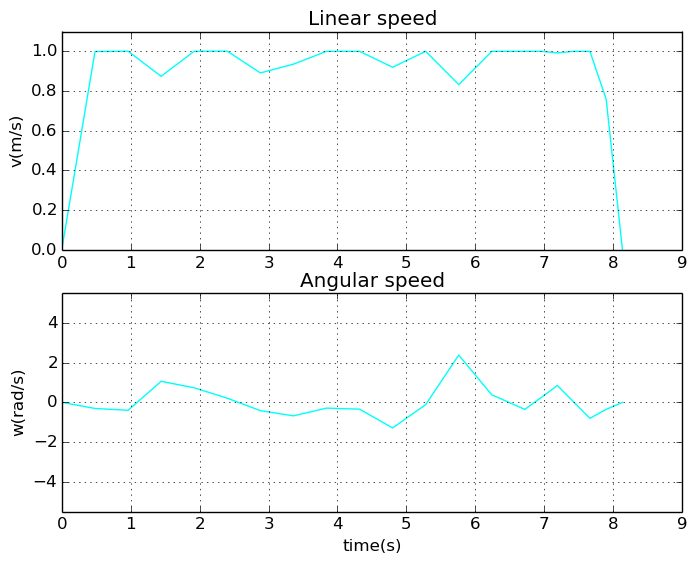 Linear speed
1.0
0.8
0.6
0.4
0.2
0.0
v(m/s)
0 1 2 3 4 5 6 7 8 9
Angular speed
4
2
0
−2
−4
w(rad/s)
0 1 2 3 4 5 6 7 8 9
time(s)